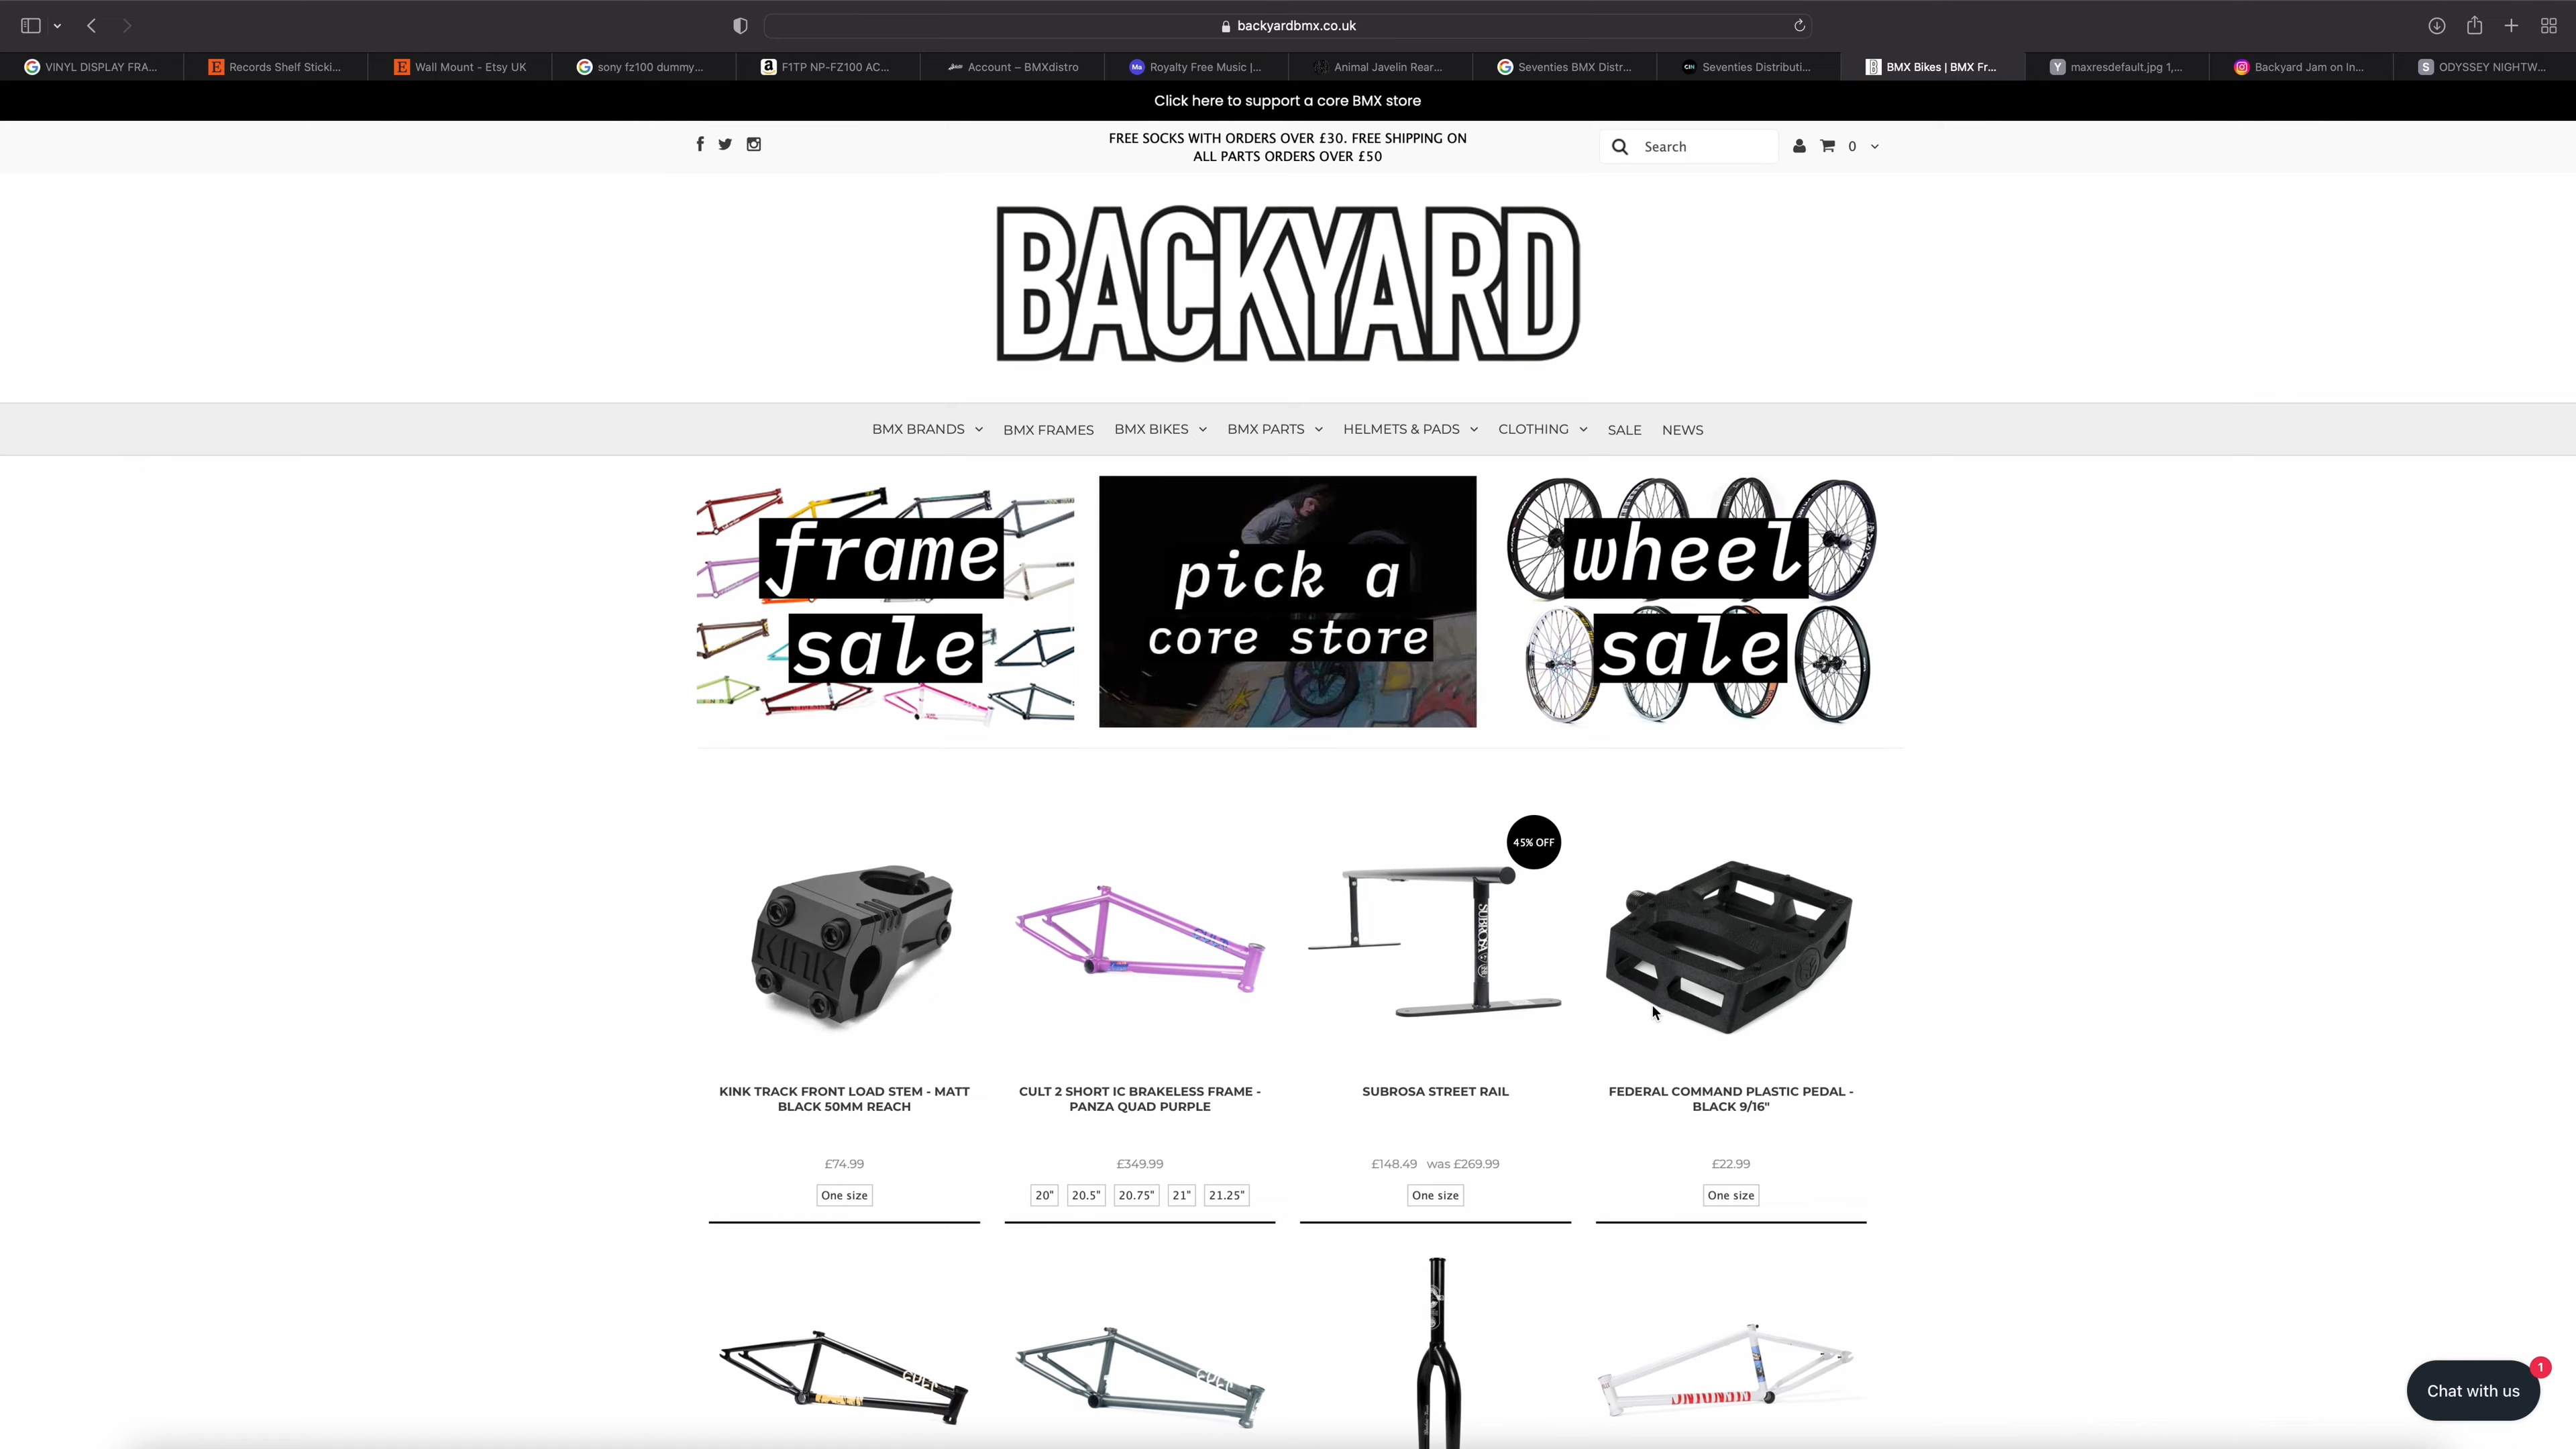 backyardbmx.co.uk
VINYL DISPLAY FRA...
Records Shelf Sticki...
Wall Mount - Etsy UK
sony fz100 dummy...
F1TP NP-FZ100 AC...
Account – BMXdistro
Royalty Free Music |...
Animal Javelin Rear...
Seventies BMX Distr...
Seventies Distributi...
BMX Bikes | BMX Fr...
maxresdefault.jpg 1,...
Backyard Jam on In...
ODYSSEY NIGHTW...
Click here to support a core BMX store
FREE SOCKS WITH ORDERS OVER £30. FREE SHIPPING ON
ALL PARTS ORDERS OVER £50
Search
0
BACKYARD
BMX BRANDS
BMX FRAMES
BMX BIKES
BMX PARTS
HELMETS & PADS
CLOTHING
SALE
NEWS
frame
sale
pick a
core store
wheel
sale
45% OFF
KINK
CULT
SUBROSA
KINK TRACK FRONT LOAD STEM - MATT
BLACK 50MM REACH
£74.99
One size
CULT 2 SHORT IC BRAKELESS FRAME -
PANZA QUAD PURPLE
£349.99
20" 20.5" 20.75" 21" 21.25"
SUBROSA STREET RAIL
£148.49 was £269.99
One size
FEDERAL COMMAND PLASTIC PEDAL -
BLACK 9/16"
£22.99
One size
CULT
CULT
Chat with us
1